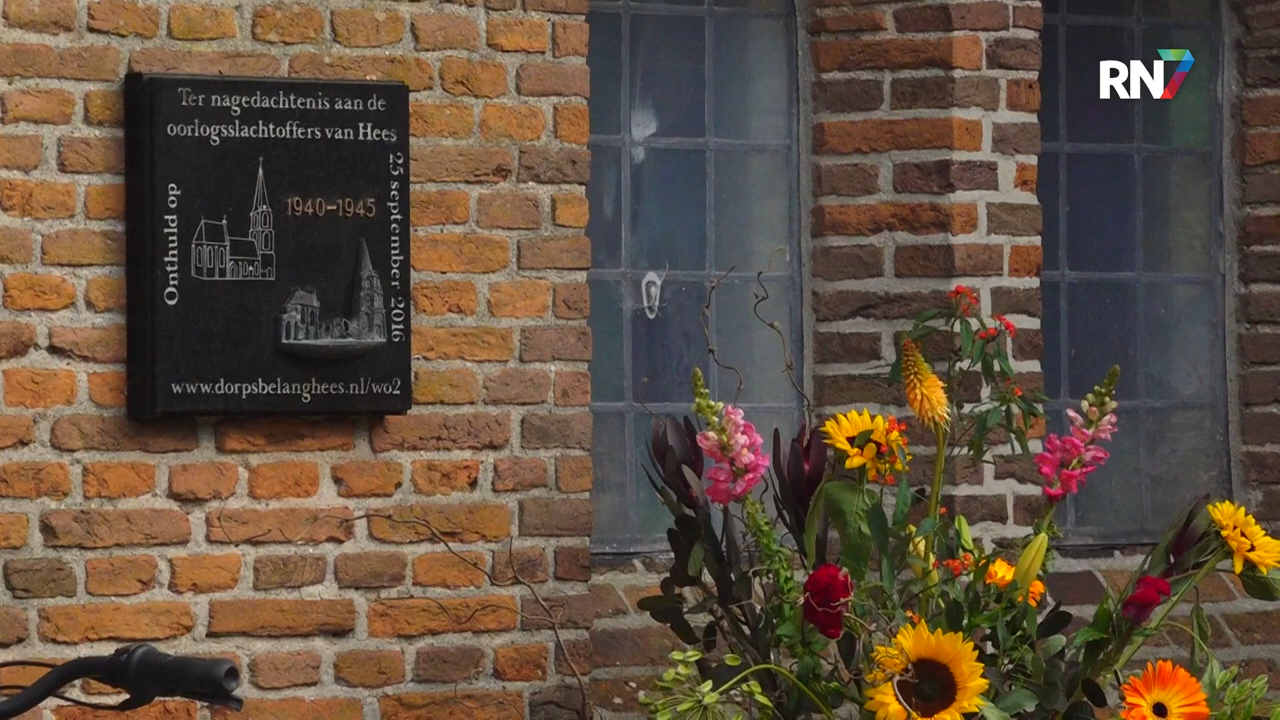 Ter nagedachtenis aan de
oorlogsslachtoffers van Hees
1940-1945
Onthuld op
25 september 2016
www.dorpsbelanghees.nl/wo2
RN7